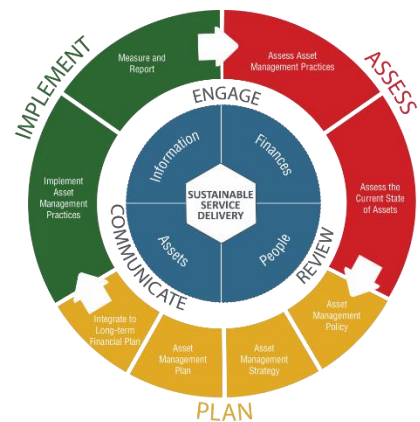 IMPLEMENT
ASSESS
PLAN
Measure and
Report
Assess Asset
Management Practices
Assess the
Current State
of Assets
Asset
Management
Policy
Asset
Management
Strategy
Asset
Management
Plan
Integrate to
Long-term
Financial Plan
Implement
Asset
Management
Practices
ENGAGE
REVIEW
COMMUNICATE
Information
Finances
People
Assets
SUSTAINABLE
SERVICE
DELIVERY